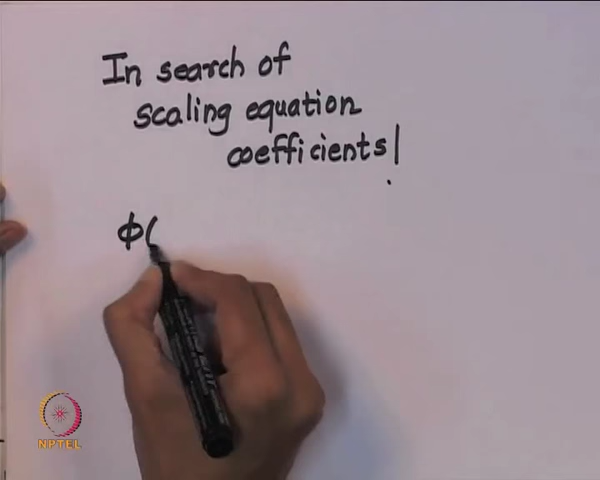 In search of
scaling equation
coefficients!
ϕ(
NPTEL